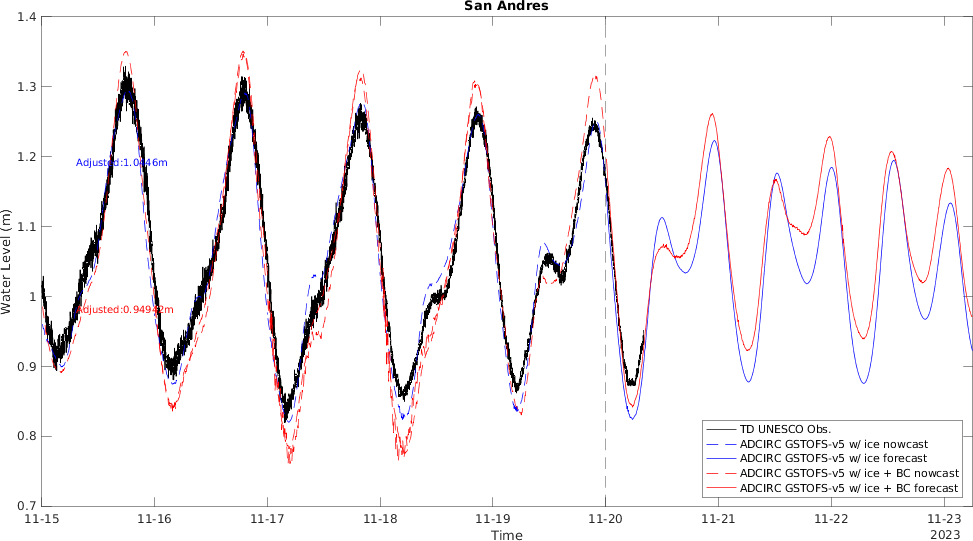 San Andres
1.4
1.3
1.2
1.1
1
0.9
0.8
0.7
Water Level (m)
Adjusted:0.94942m
TD UNESCO Obs.
ADCIRC GSTOFS-v5 w/ ice nowcast
ADCIRC GSTOFS-v5 w/ ice forecast
ADCIRC GSTOFS-v5 w/ ice + BC nowcast
ADCIRC GSTOFS-v5 w/ ice + BC forecast
11-15
11-16
11-17
11-18
11-19
11-20
11-21
11-22
11-23
Time
2023